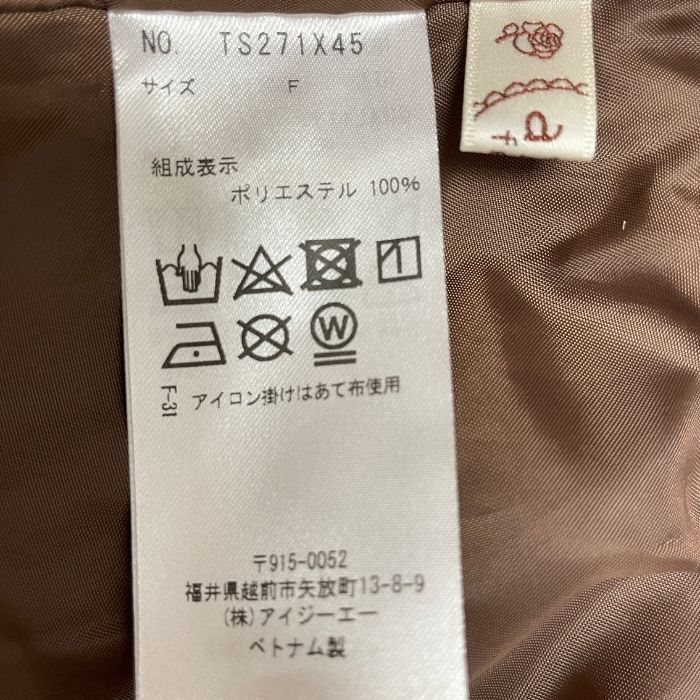 NO. TS271X45
サイズ F
組成表示
ポリエステル 100%
W
F-31
アイロン掛けはあて布使用
〒915-0052
福井県越前市矢放町13-8-9
(株)アイジーエー
ベトナム製